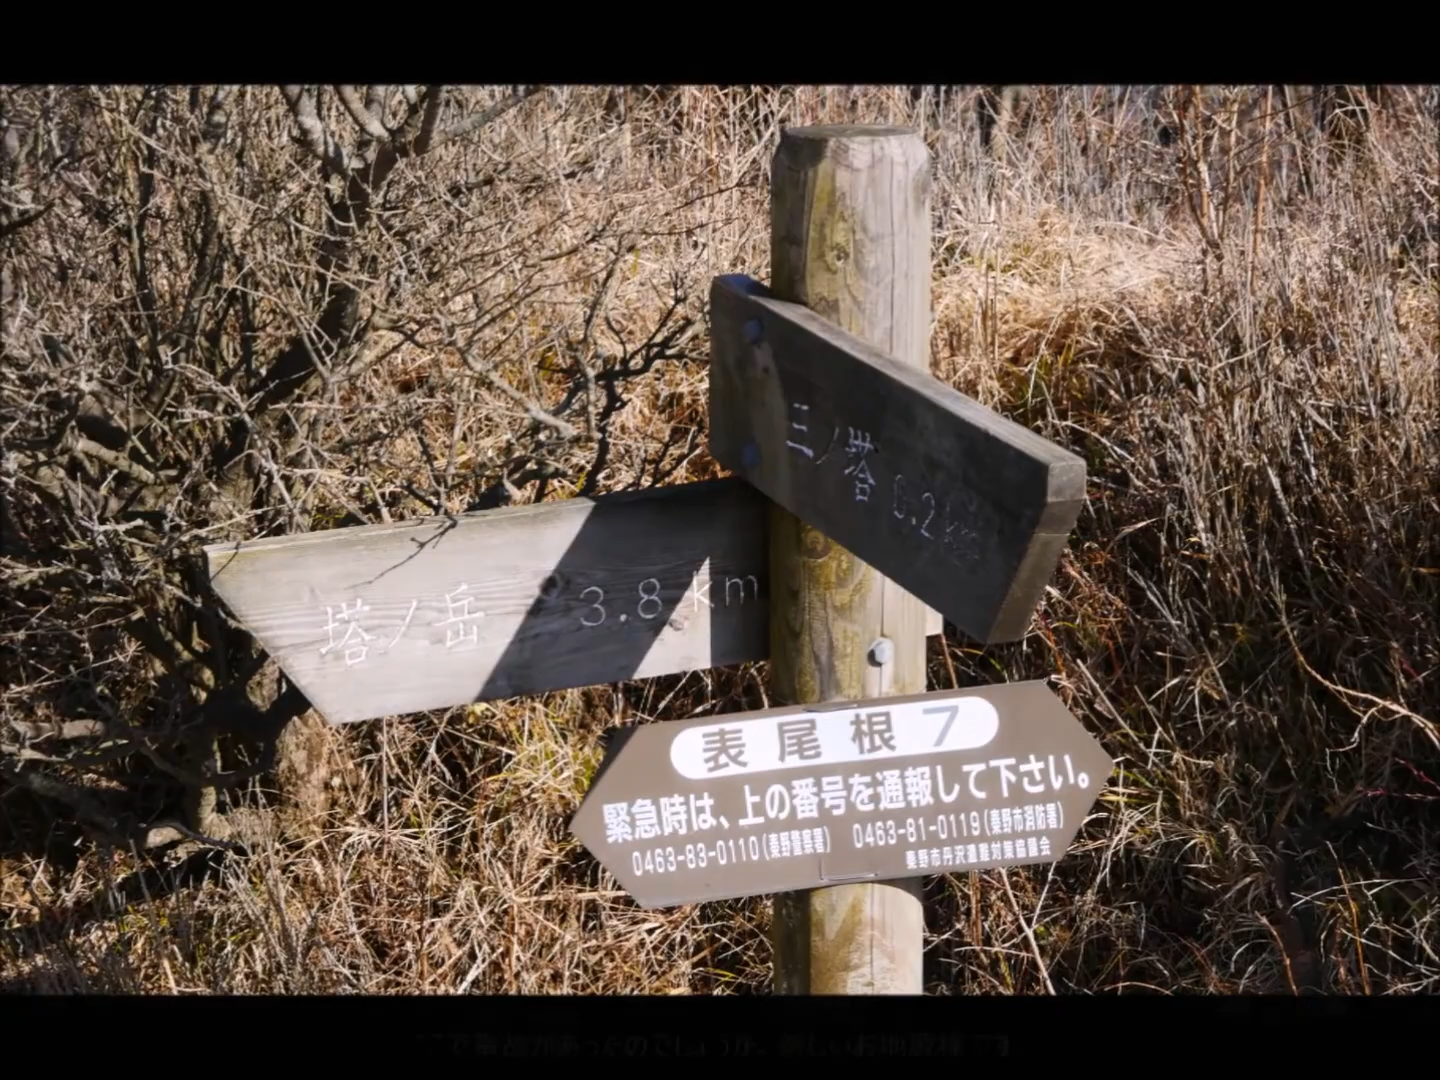 三ノ塔 0.2km
塔ノ岳 3.8km
表尾根 7
緊急時は、上の番号を通報して下さい。
0463-83-0110(秦野警察署) 0463-81-0119(秦野市消防署)
秦野市丹沢遭難対策協議会